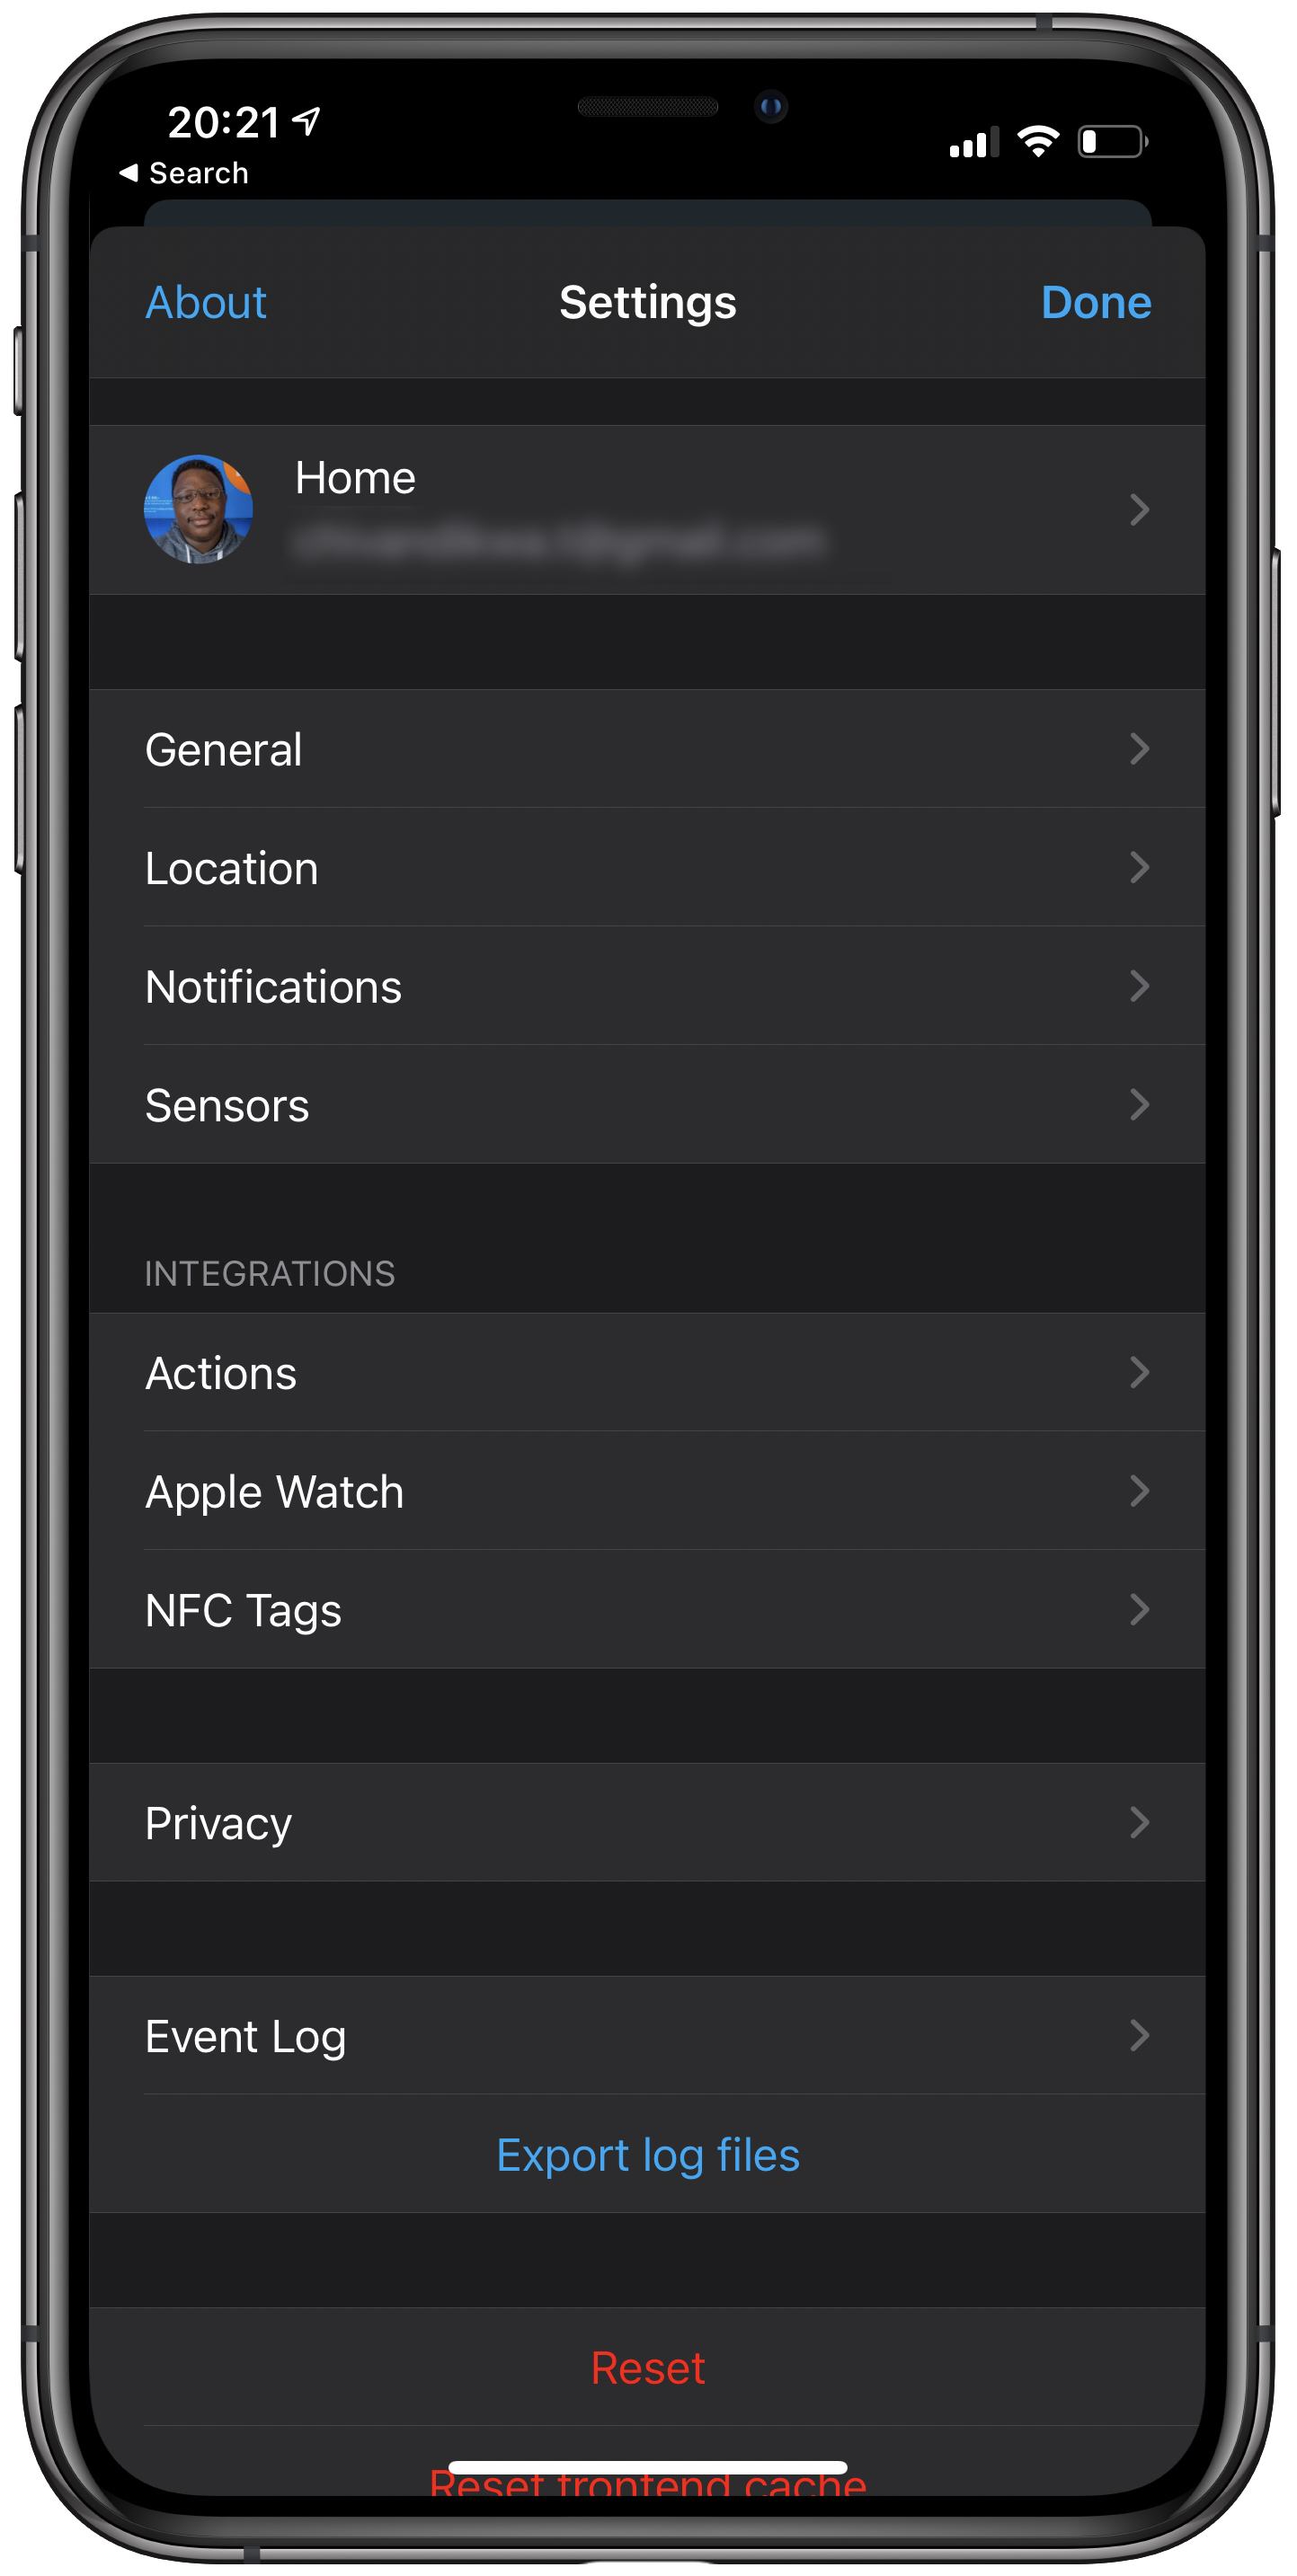 20:21
Search
About Settings Done
Home
General
Location
Notifications
Sensors
INTEGRATIONS
Actions
Apple Watch
NFC Tags
Privacy
Event Log
Export log files
Reset
Reset frontend cache